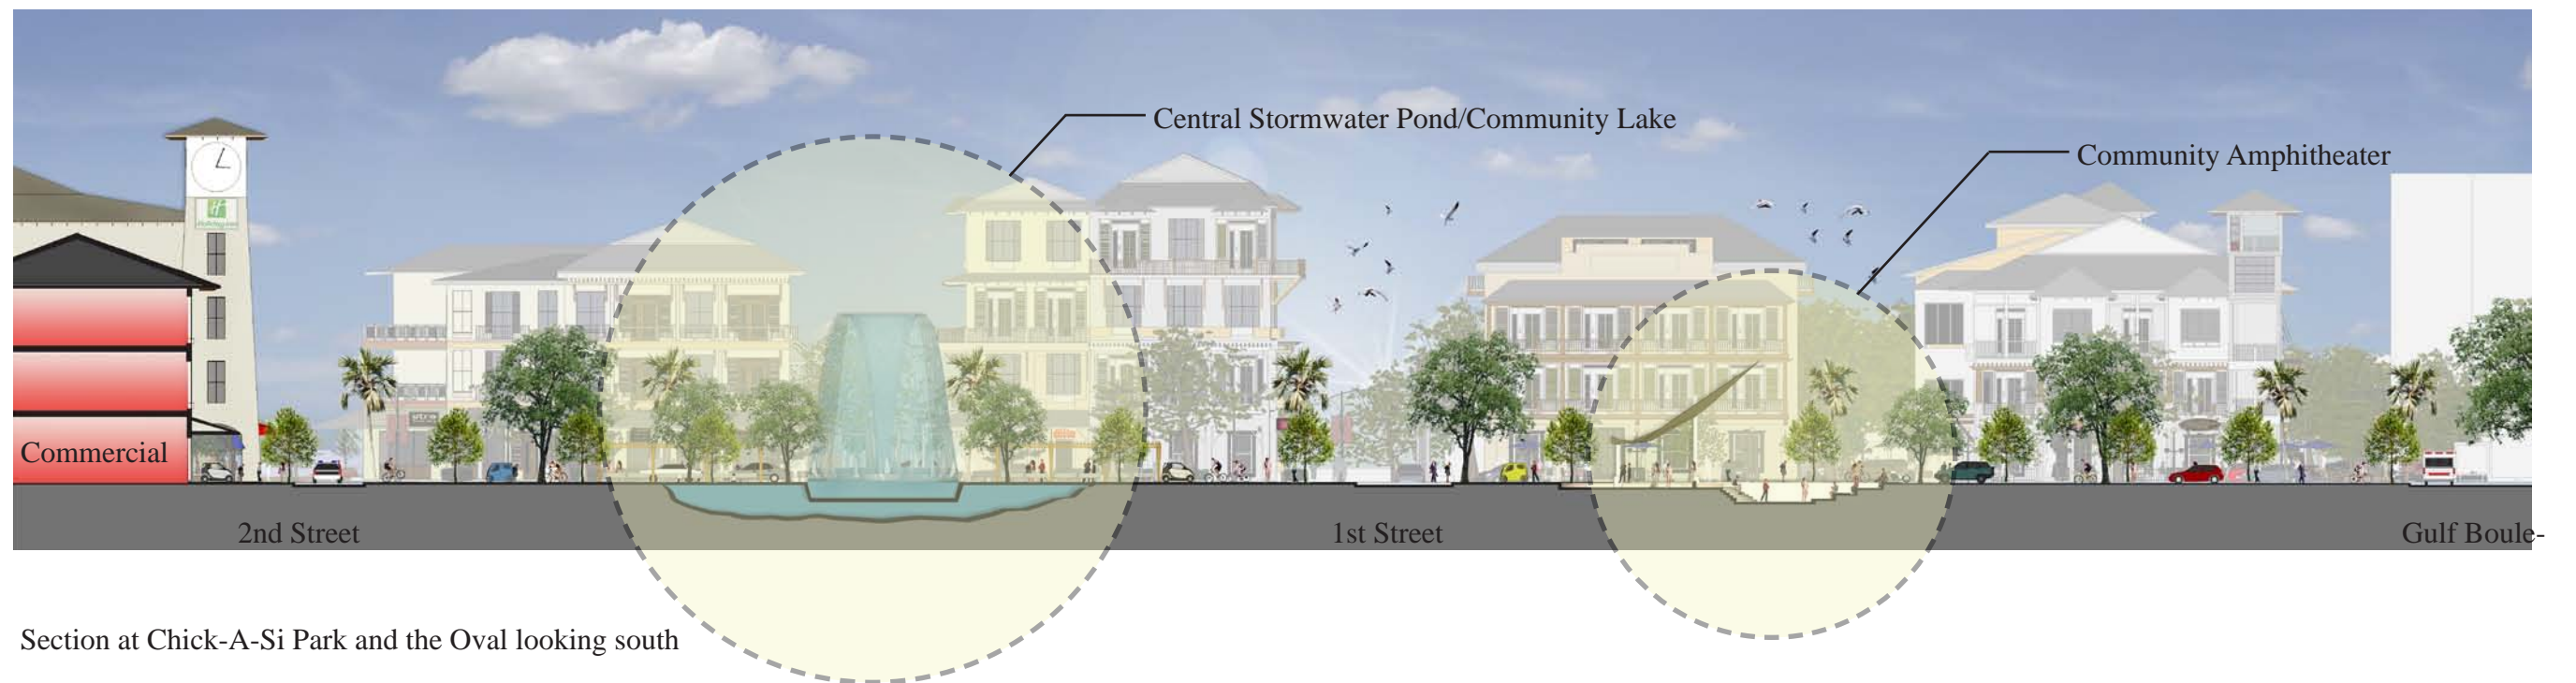 Central Stormwater Pond/Community Lake
Community Amphitheater
Commercial
2nd Street
1st Street
Gulf Boule-
Section at Chick-A-Si Park and the Oval looking south